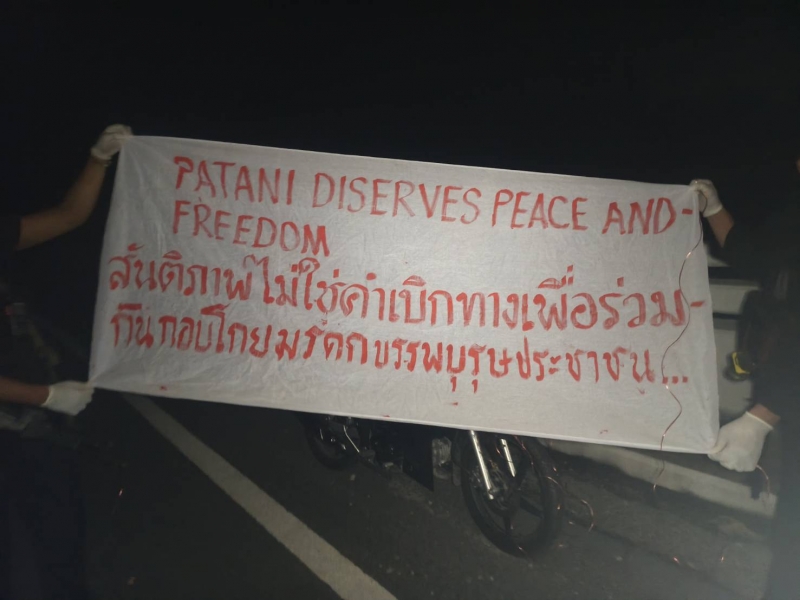 PATANI DISERVES PEACE AND-
FREEDOM
สันติภาพไม่ใช่คำเบิกทางเพื่อร่วม-
กันกอบโกยมรดกบรรพบุรุษประชาชน...